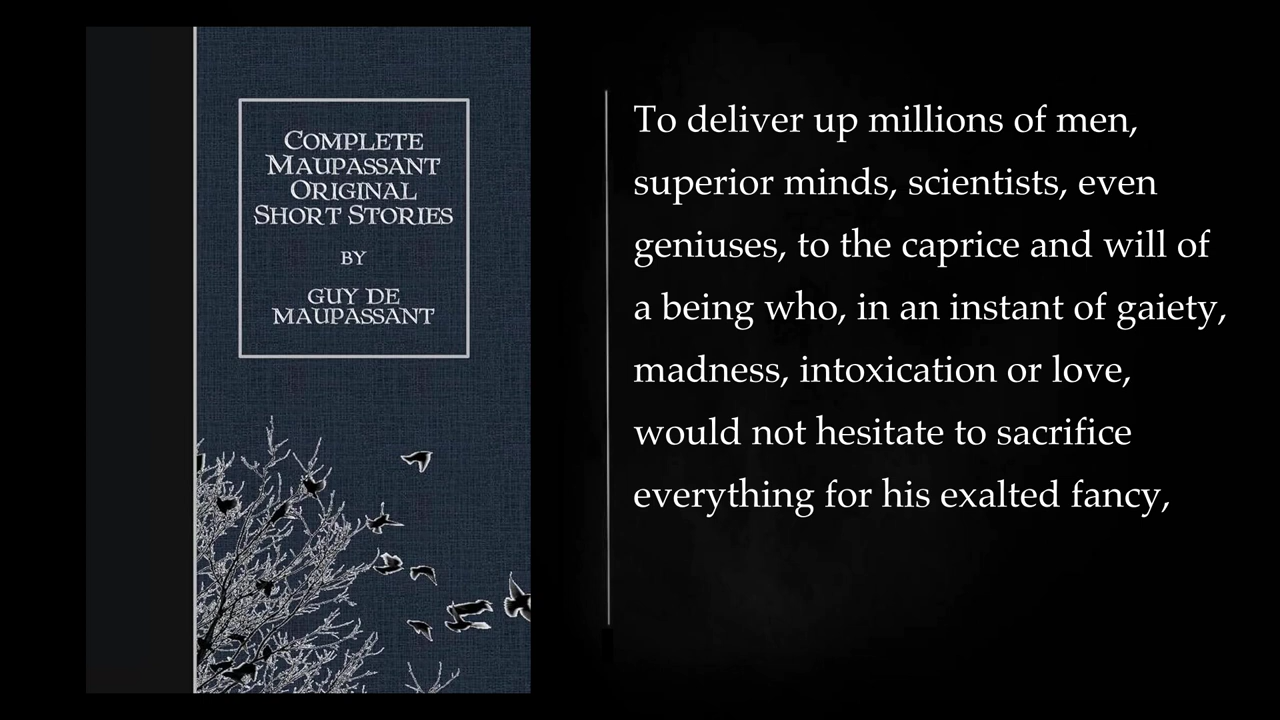 COMPLETE
MAUPASSANT
ORIGINAL
SHORT STORIES
BY
GUY DE
MAUPASSANT
To deliver up millions of men,
superior minds, scientists, even
geniuses, to the caprice and will of
a being who, in an instant of gaiety,
madness, intoxication or love,
would not hesitate to sacrifice
everything for his exalted fancy,